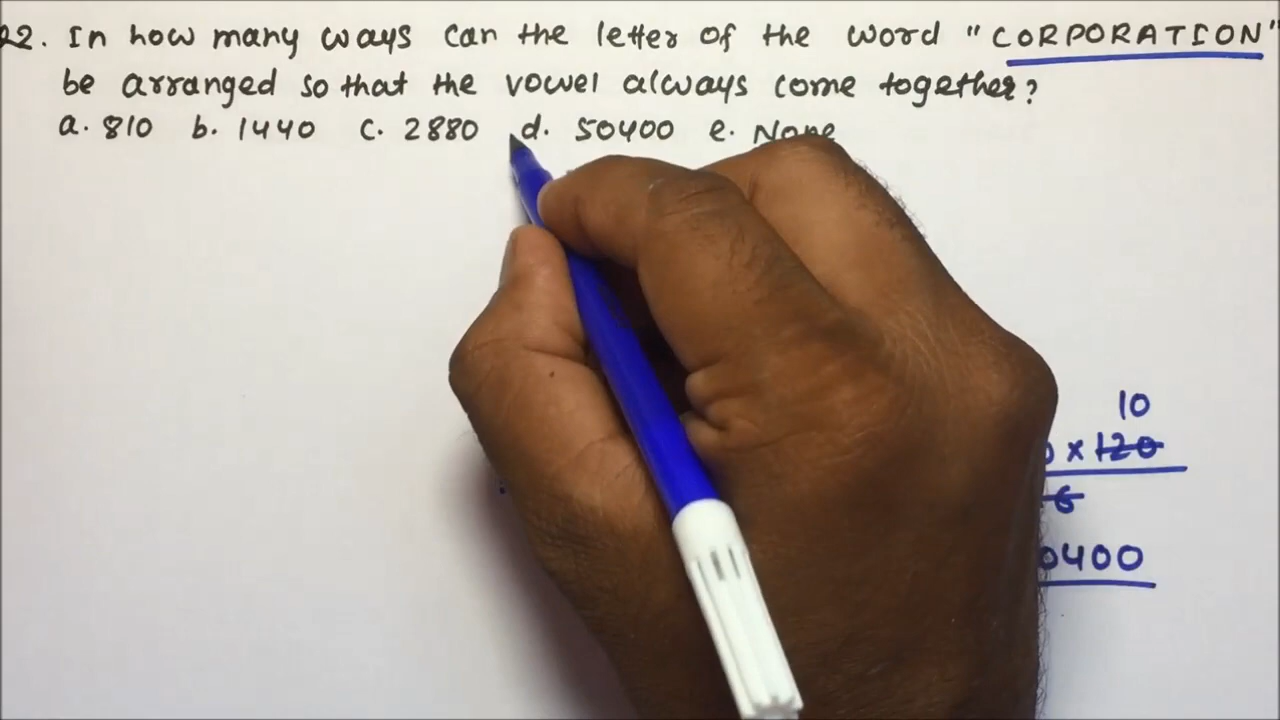 22. In how many ways can the letter of the word "CORPORATION"
be arranged so that the vowel always come together?
a. 810 b. 1440 c. 2880 d. 50400 e. None
10
x 120
6
0400